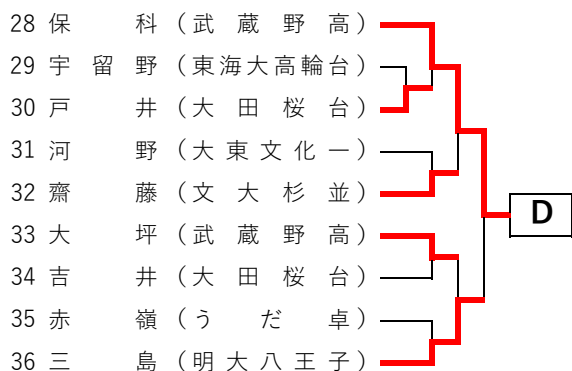 28 保科（武蔵野高）
29 宇留野（東海大高輪台）
30 戸井（大田桜台）
31 河野（大東文化一）
32 齋藤（文大杉並）
33 大坪（武蔵野高）
34 吉井（大田桜台）
35 赤嶺（うだ卓）
36 三島（明大八王子）
D